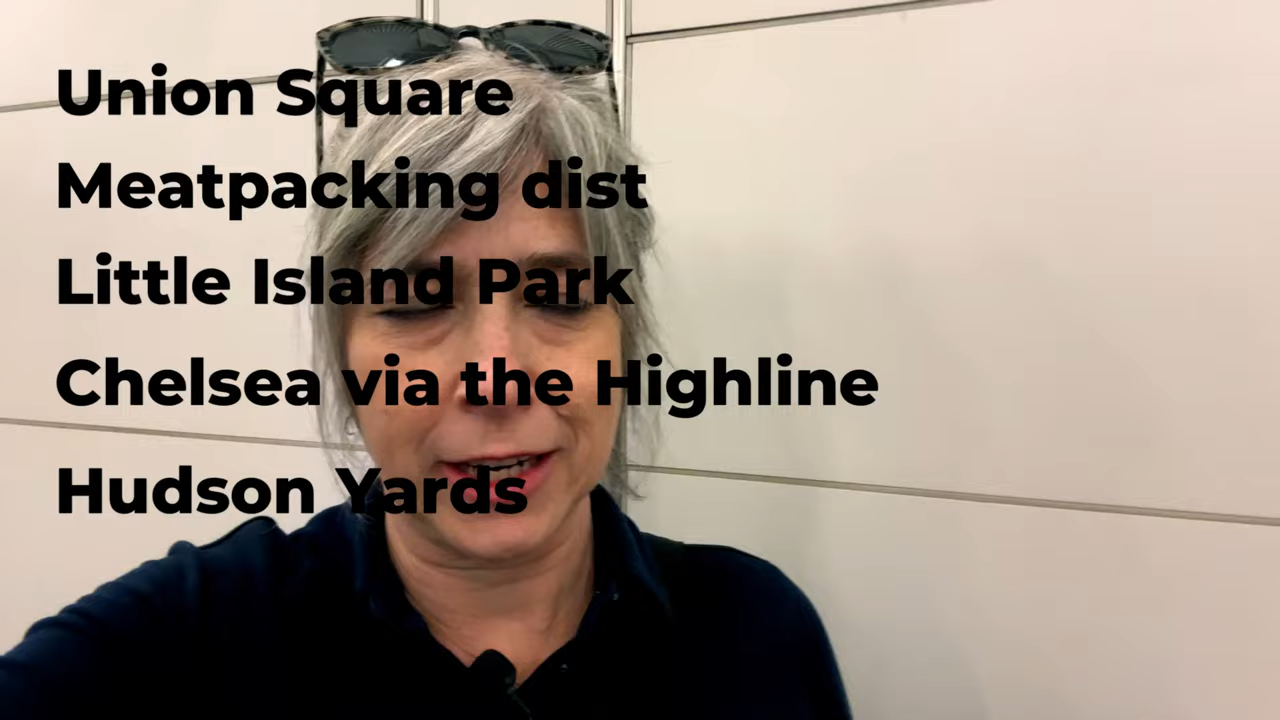 Union Square
Meatpacking dist
Little Island Park
Chelsea via the Highline
Hudson Yards